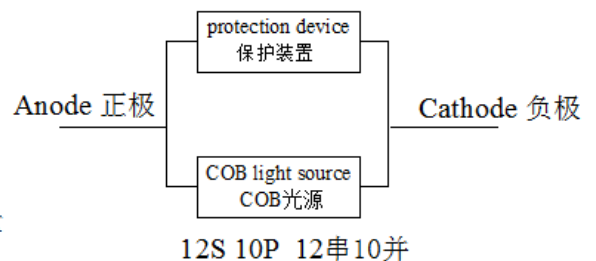 protection device
保护装置
Anode 正极
Cathode 负极
COB light source
COB光源
12S 10P 12串10并